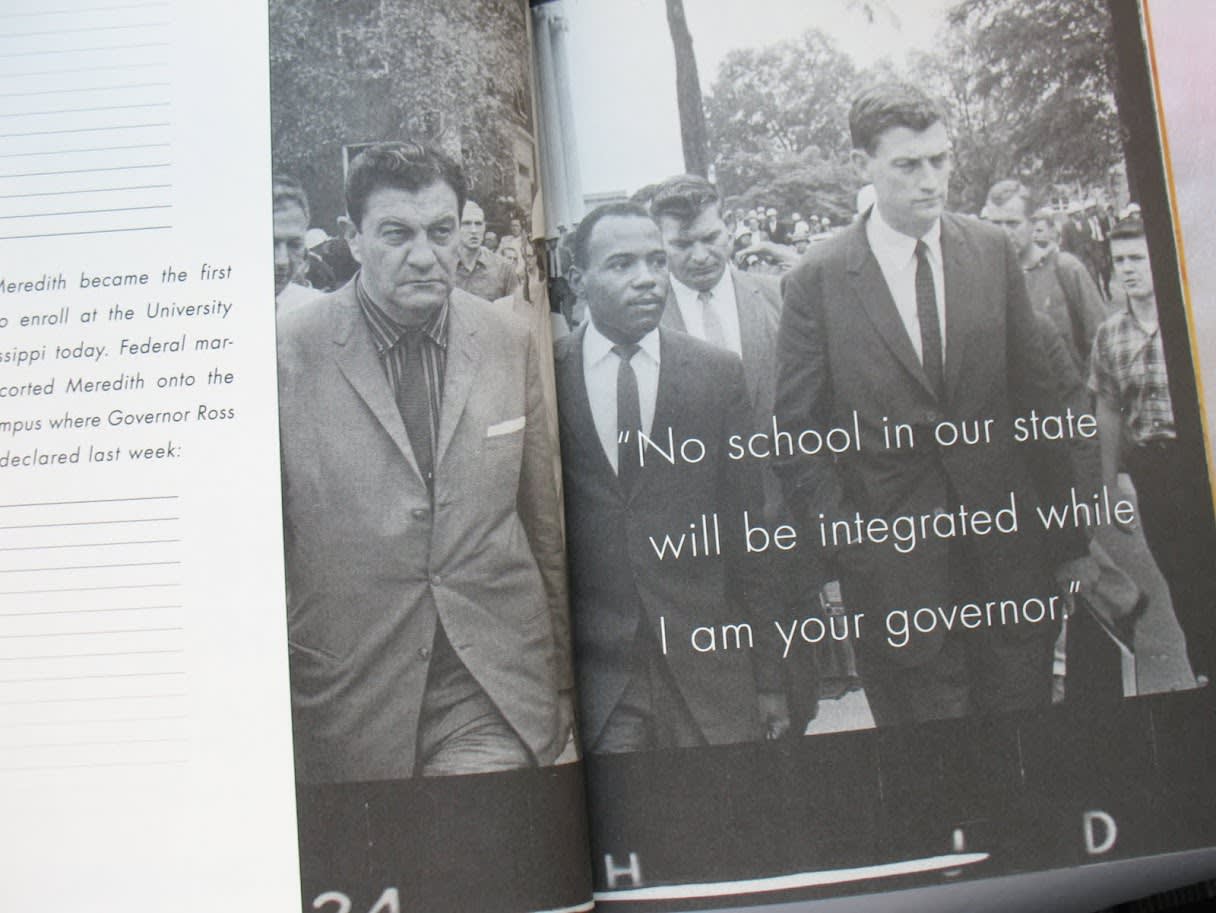 Meredith became the first
o enroll at the University
ssippi today. Federal mar-
corted Meredith onto the
mpus where Governor Ross
declared last week:
"No school in our state
will be integrated while
I am your governor."
24
H I D